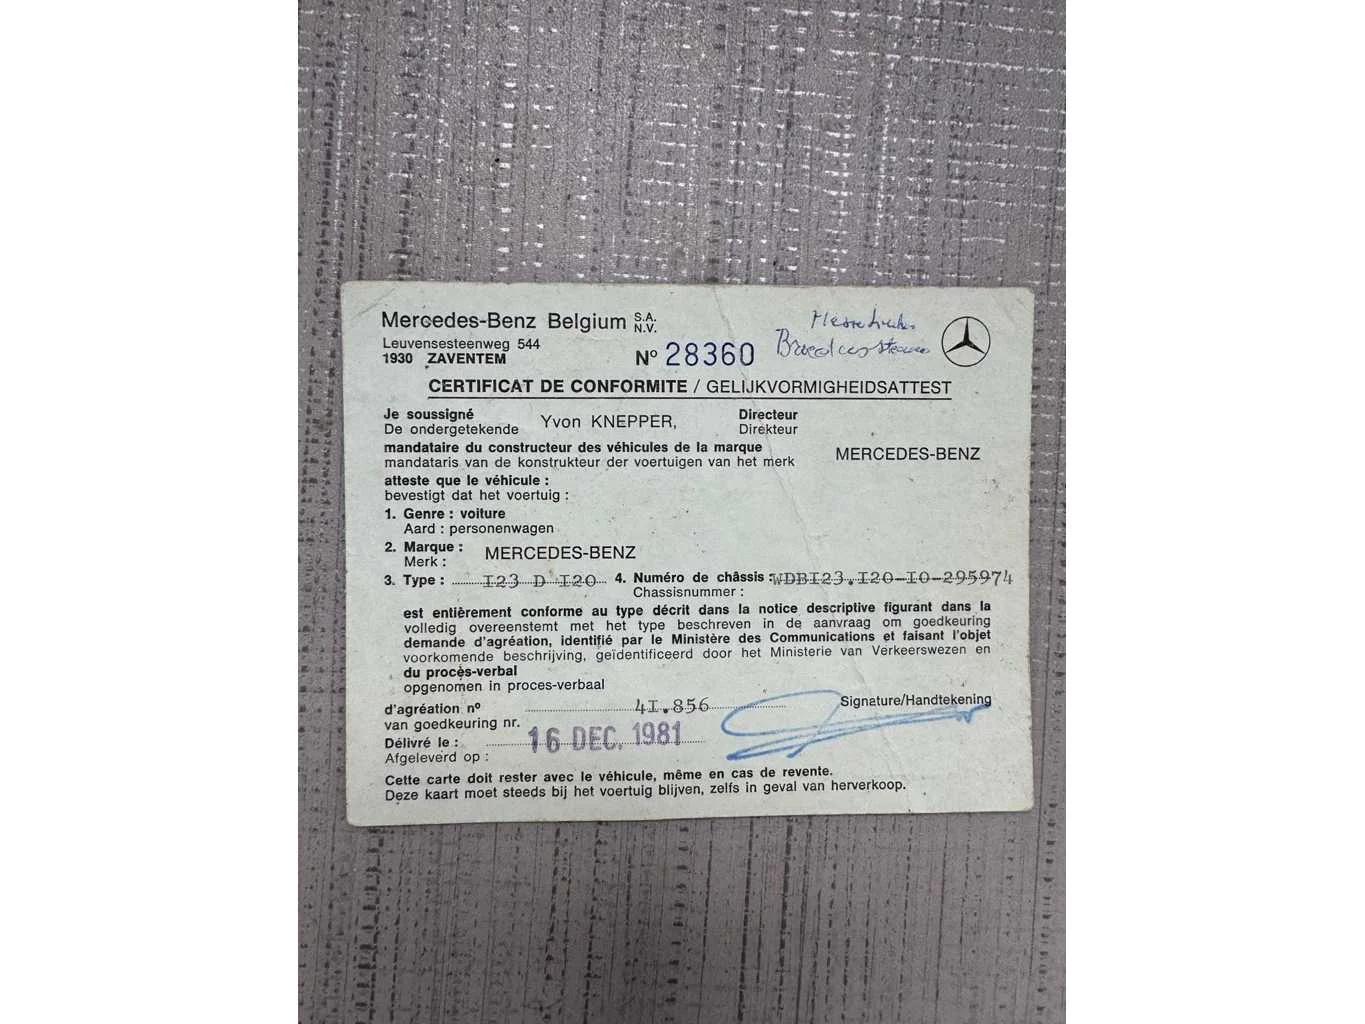 Mercedes-Benz Belgium S.A. N.V.
Leuvensesteenweg 544
1930 ZAVENTEM
Nº 28360
CERTIFICAT DE CONFORMITE / GELIJKVORMIGHEIDSATTEST
Je soussigné Yvon KNEPPER, Directeur
De ondergetekende Direkteur
mandataire du constructeur des véhicules de la marque MERCEDES-BENZ
mandataris van de konstrukteur der voertuigen van het merk
atteste que le véhicule :
bevestigt dat het voertuig :
1. Genre : voiture
Aard : personenwagen
2. Marque : MERCEDES-BENZ
Merk :
3. Type : I23 D I20 4. Numéro de châssis : WDBI23.I20-I0-295974
Chassisnummer :
est entièrement conforme au type décrit dans la notice descriptive figurant dans la
volledig overeenstemt met het type beschreven in de aanvraag om goedkeuring
demande d'agréation, identifié par le Ministère des Communications et faisant l'objet
voorkomende beschrijving, geïdentificeerd door het Ministerie van Verkeerswezen en
du procès-verbal
opgenomen in proces-verbaal
d'agréation nº 4I.856 Signature/Handtekening
van goedkeuring nr.
Délivré le : 16 DEC. 1981
Afgeleverd op :
Cette carte doit rester avec le véhicule, même en cas de revente.
Deze kaart moet steeds bij het voertuig blijven, zelfs in geval van herverkoop.